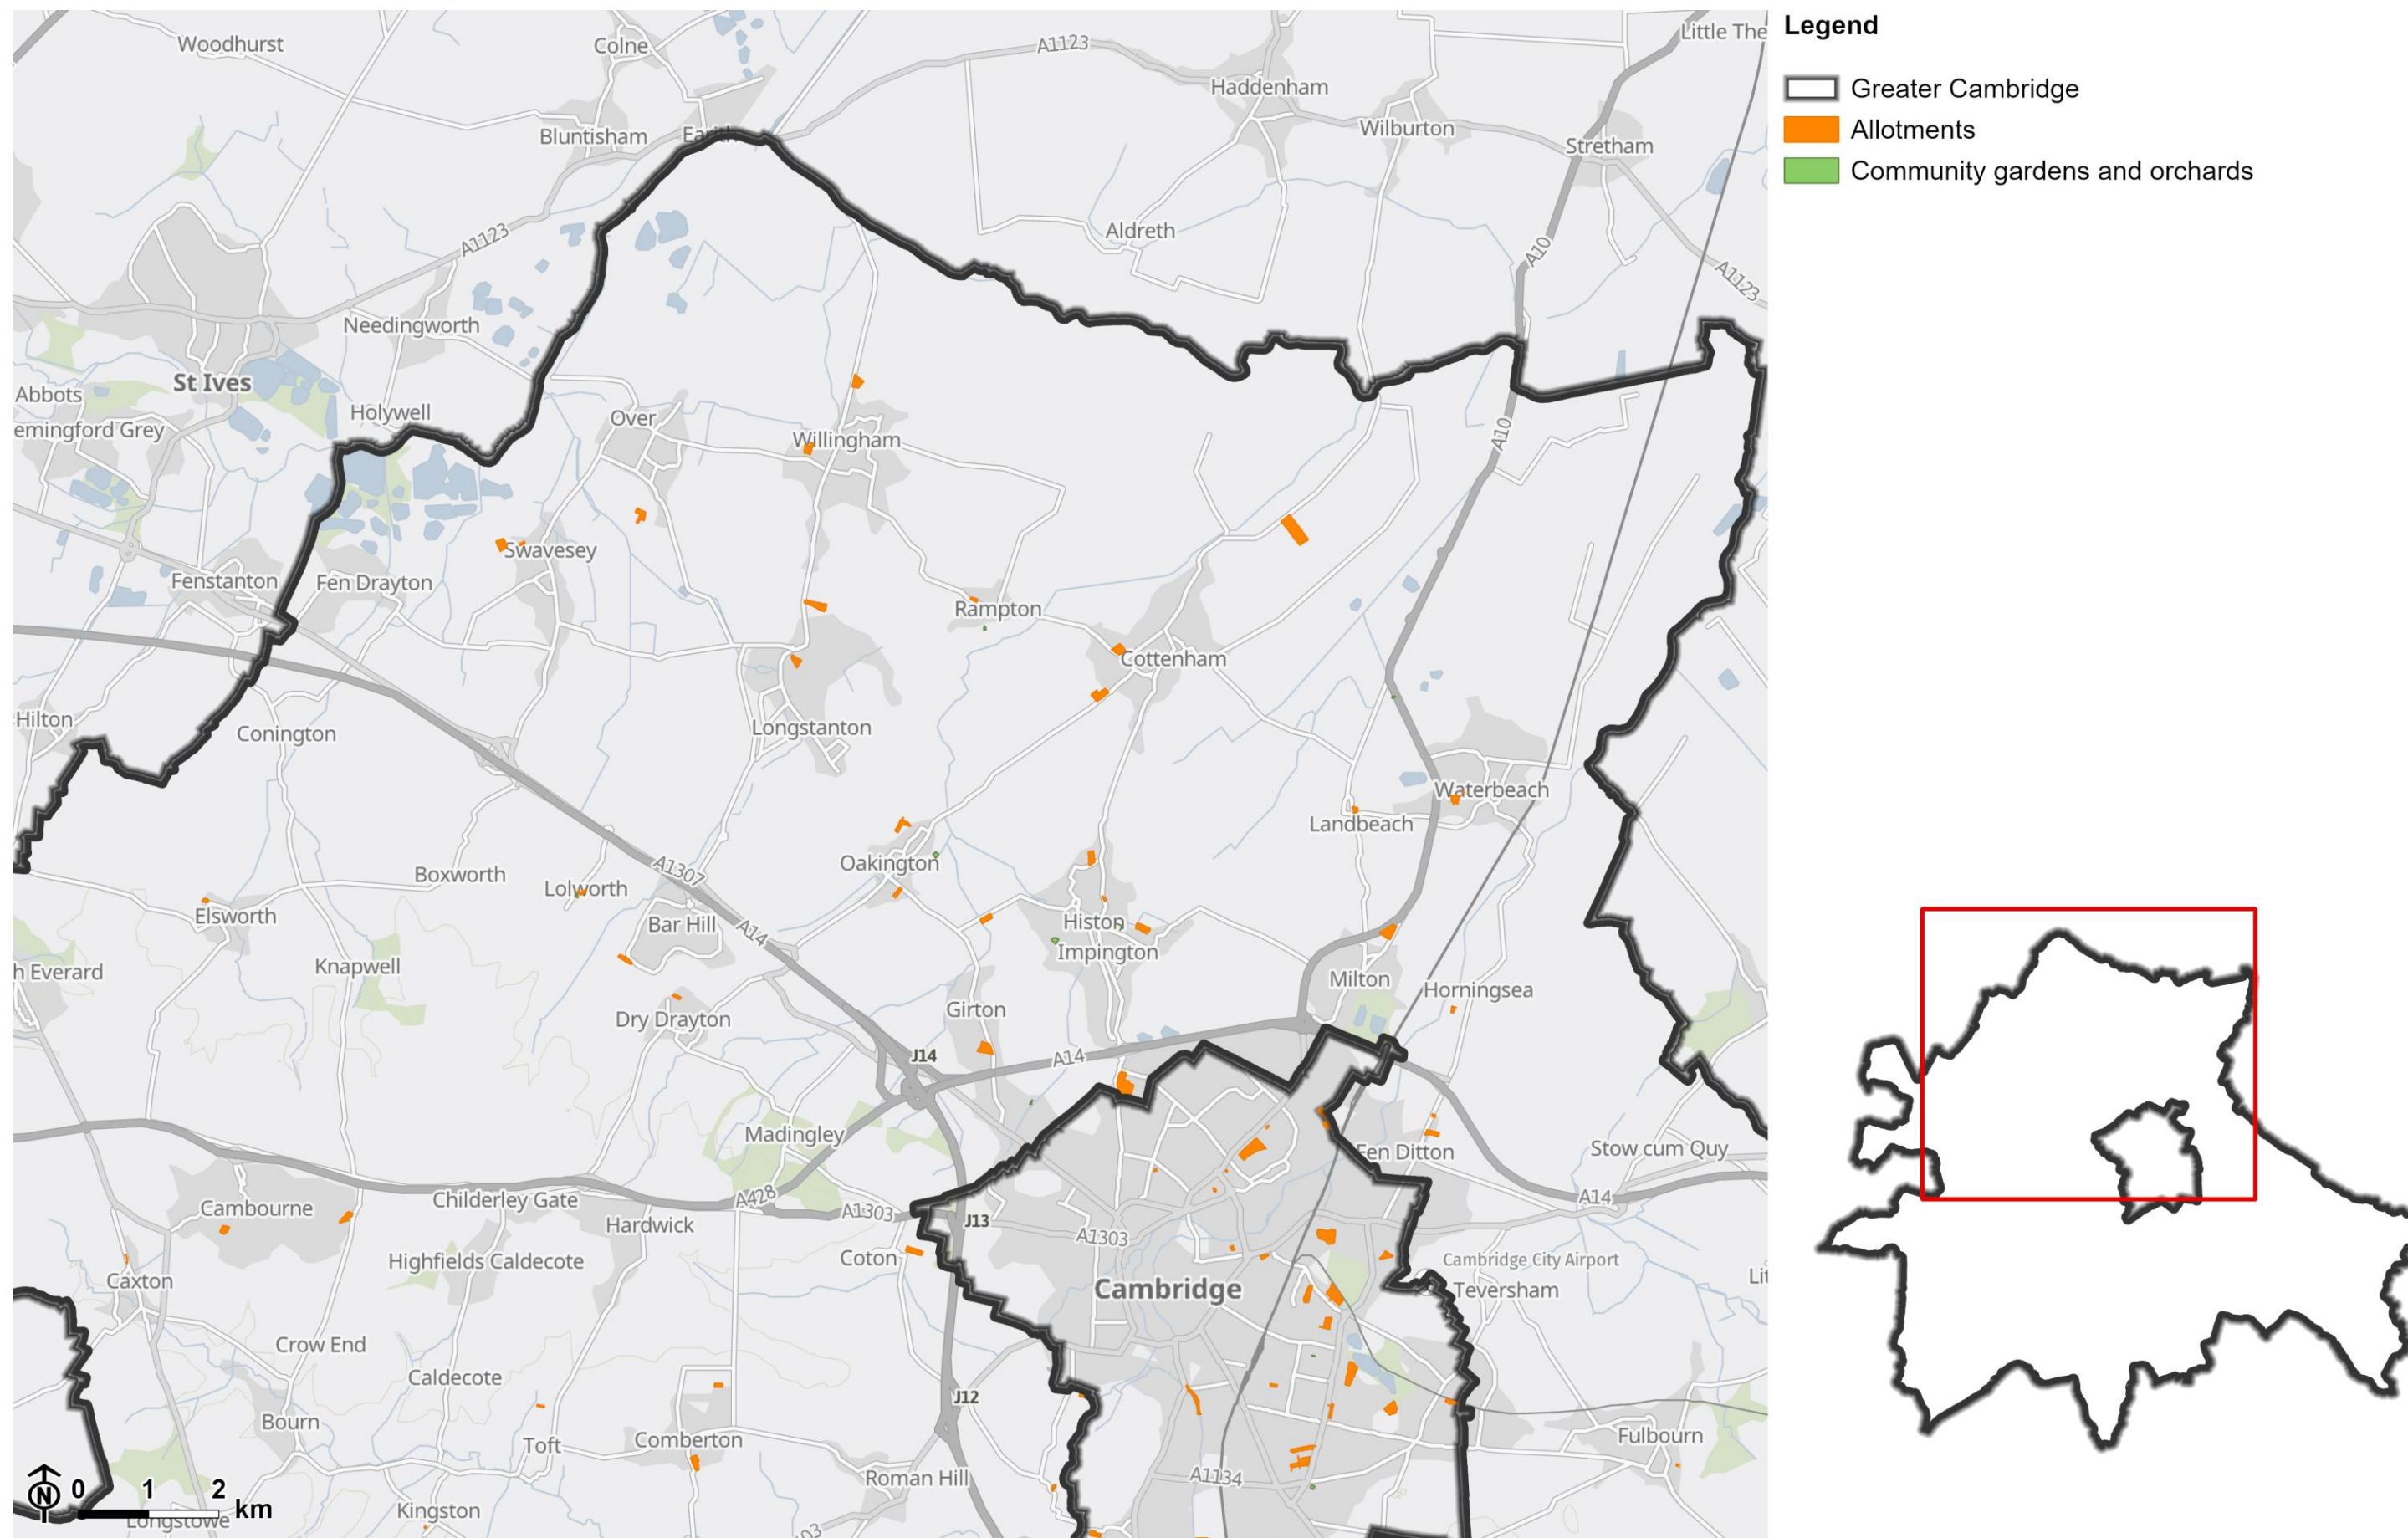 Woodhurst
Colne
A1123
Little The
Haddenham
Bluntisham
Earith
Wilburton
Stretham
A1123
Aldreth
A10
A1123
Needingworth
St Ives
Abbots
Holywell
emingford Grey
Over
Willingham
A10
Swavesey
Fenstanton
Fen Drayton
Rampton
Cottenham
Hilton
Conington
Longstanton
Waterbeach
Landbeach
Oakington
Boxworth
Lolworth
A1307
Elsworth
Bar Hill
A14
Histon
Impington
h Everard
Knapwell
Milton
Horningsea
Dry Drayton
Girton
J14
A14
Madingley
Fen Ditton
Stow cum Quy
Cambourne
Childerley Gate
A428
A1303
J13
A14
Hardwick
A1303
Highfields Caldecote
Coton
Cambridge City Airport
Caxton
Cambridge
Teversham
Lit
Crow End
Caldecote
J12
Bourn
Toft
Comberton
Fulbourn
Roman Hill
A1134
Kingston
Longstowe
03
N
0 1 2 km
Legend
Greater Cambridge
Allotments
Community gardens and orchards